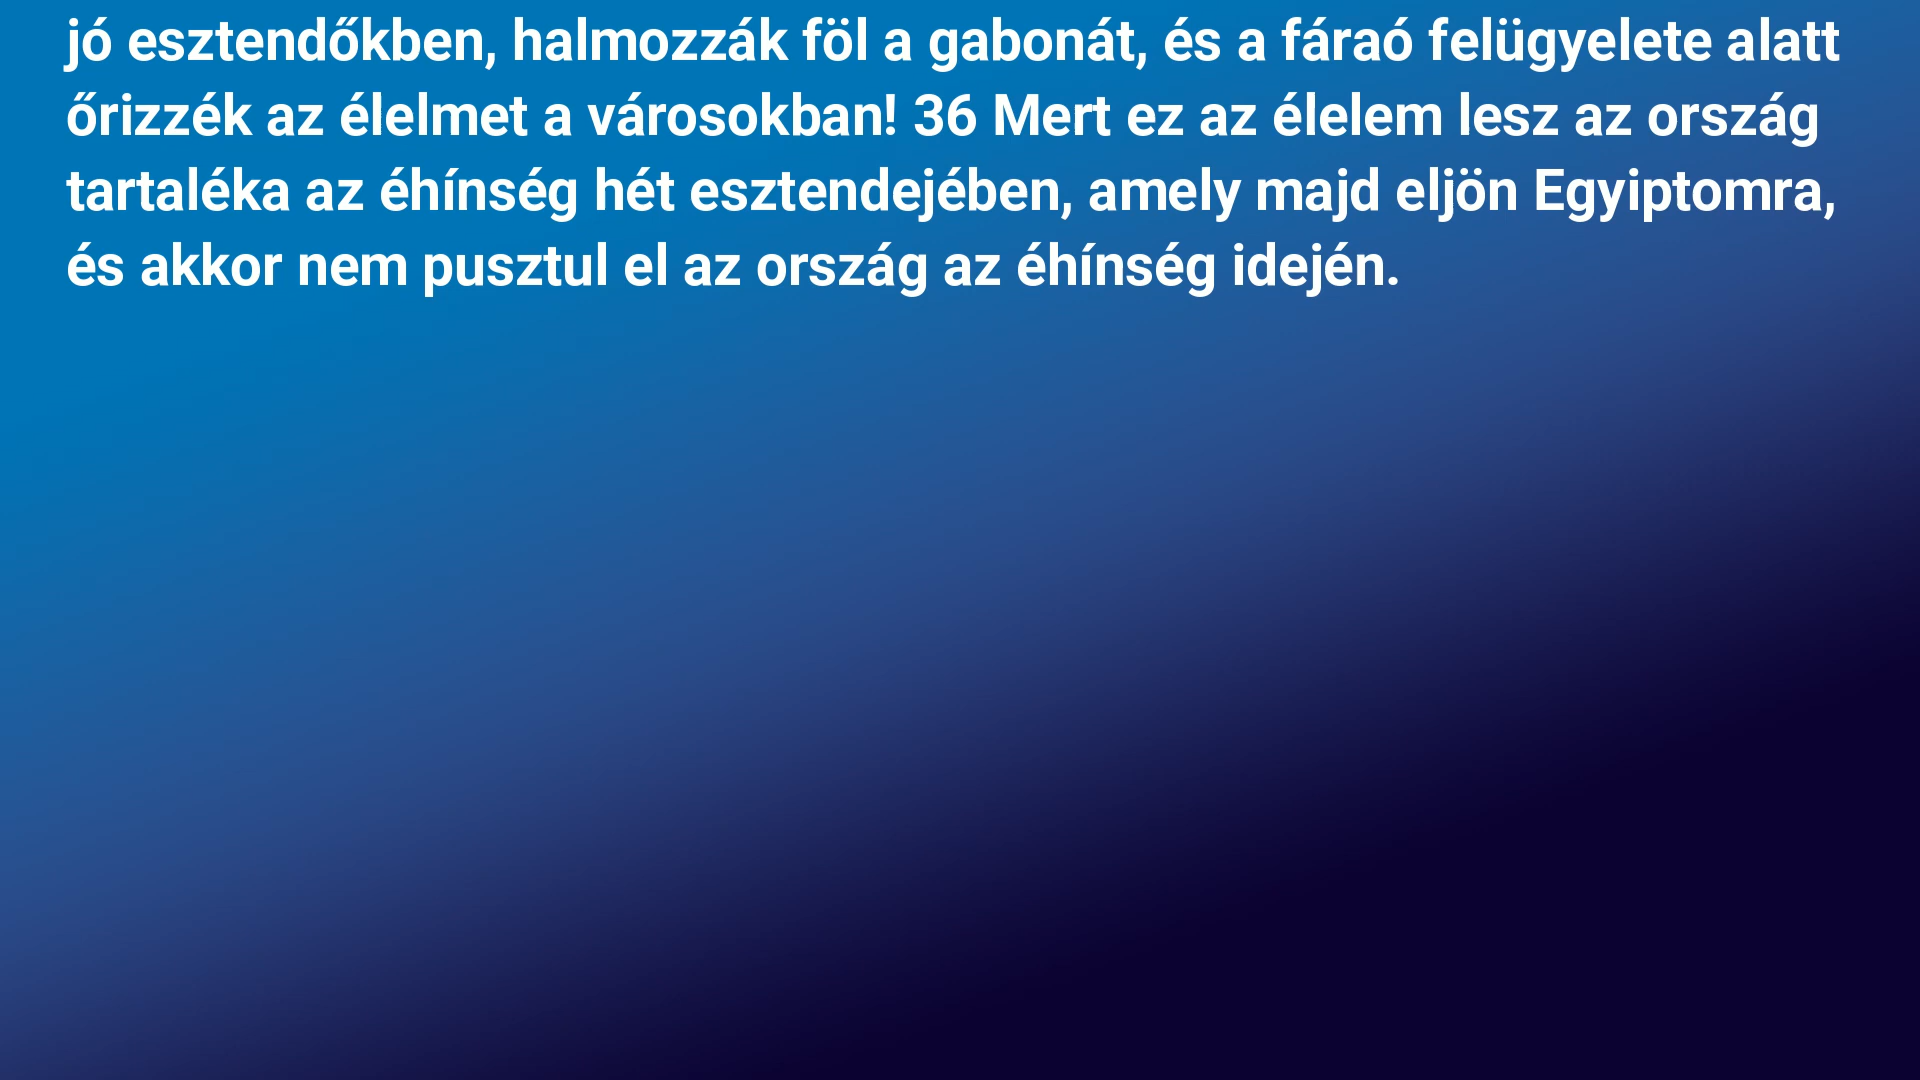 jó esztendőkben, halmozzák föl a gabonát, és a fáraó felügyelete alatt
őrizzék az élelmet a városokban! 36 Mert ez az élelem lesz az ország
tartaléka az éhínség hét esztendejében, amely majd eljön Egyiptomra,
és akkor nem pusztul el az ország az éhínség idején.